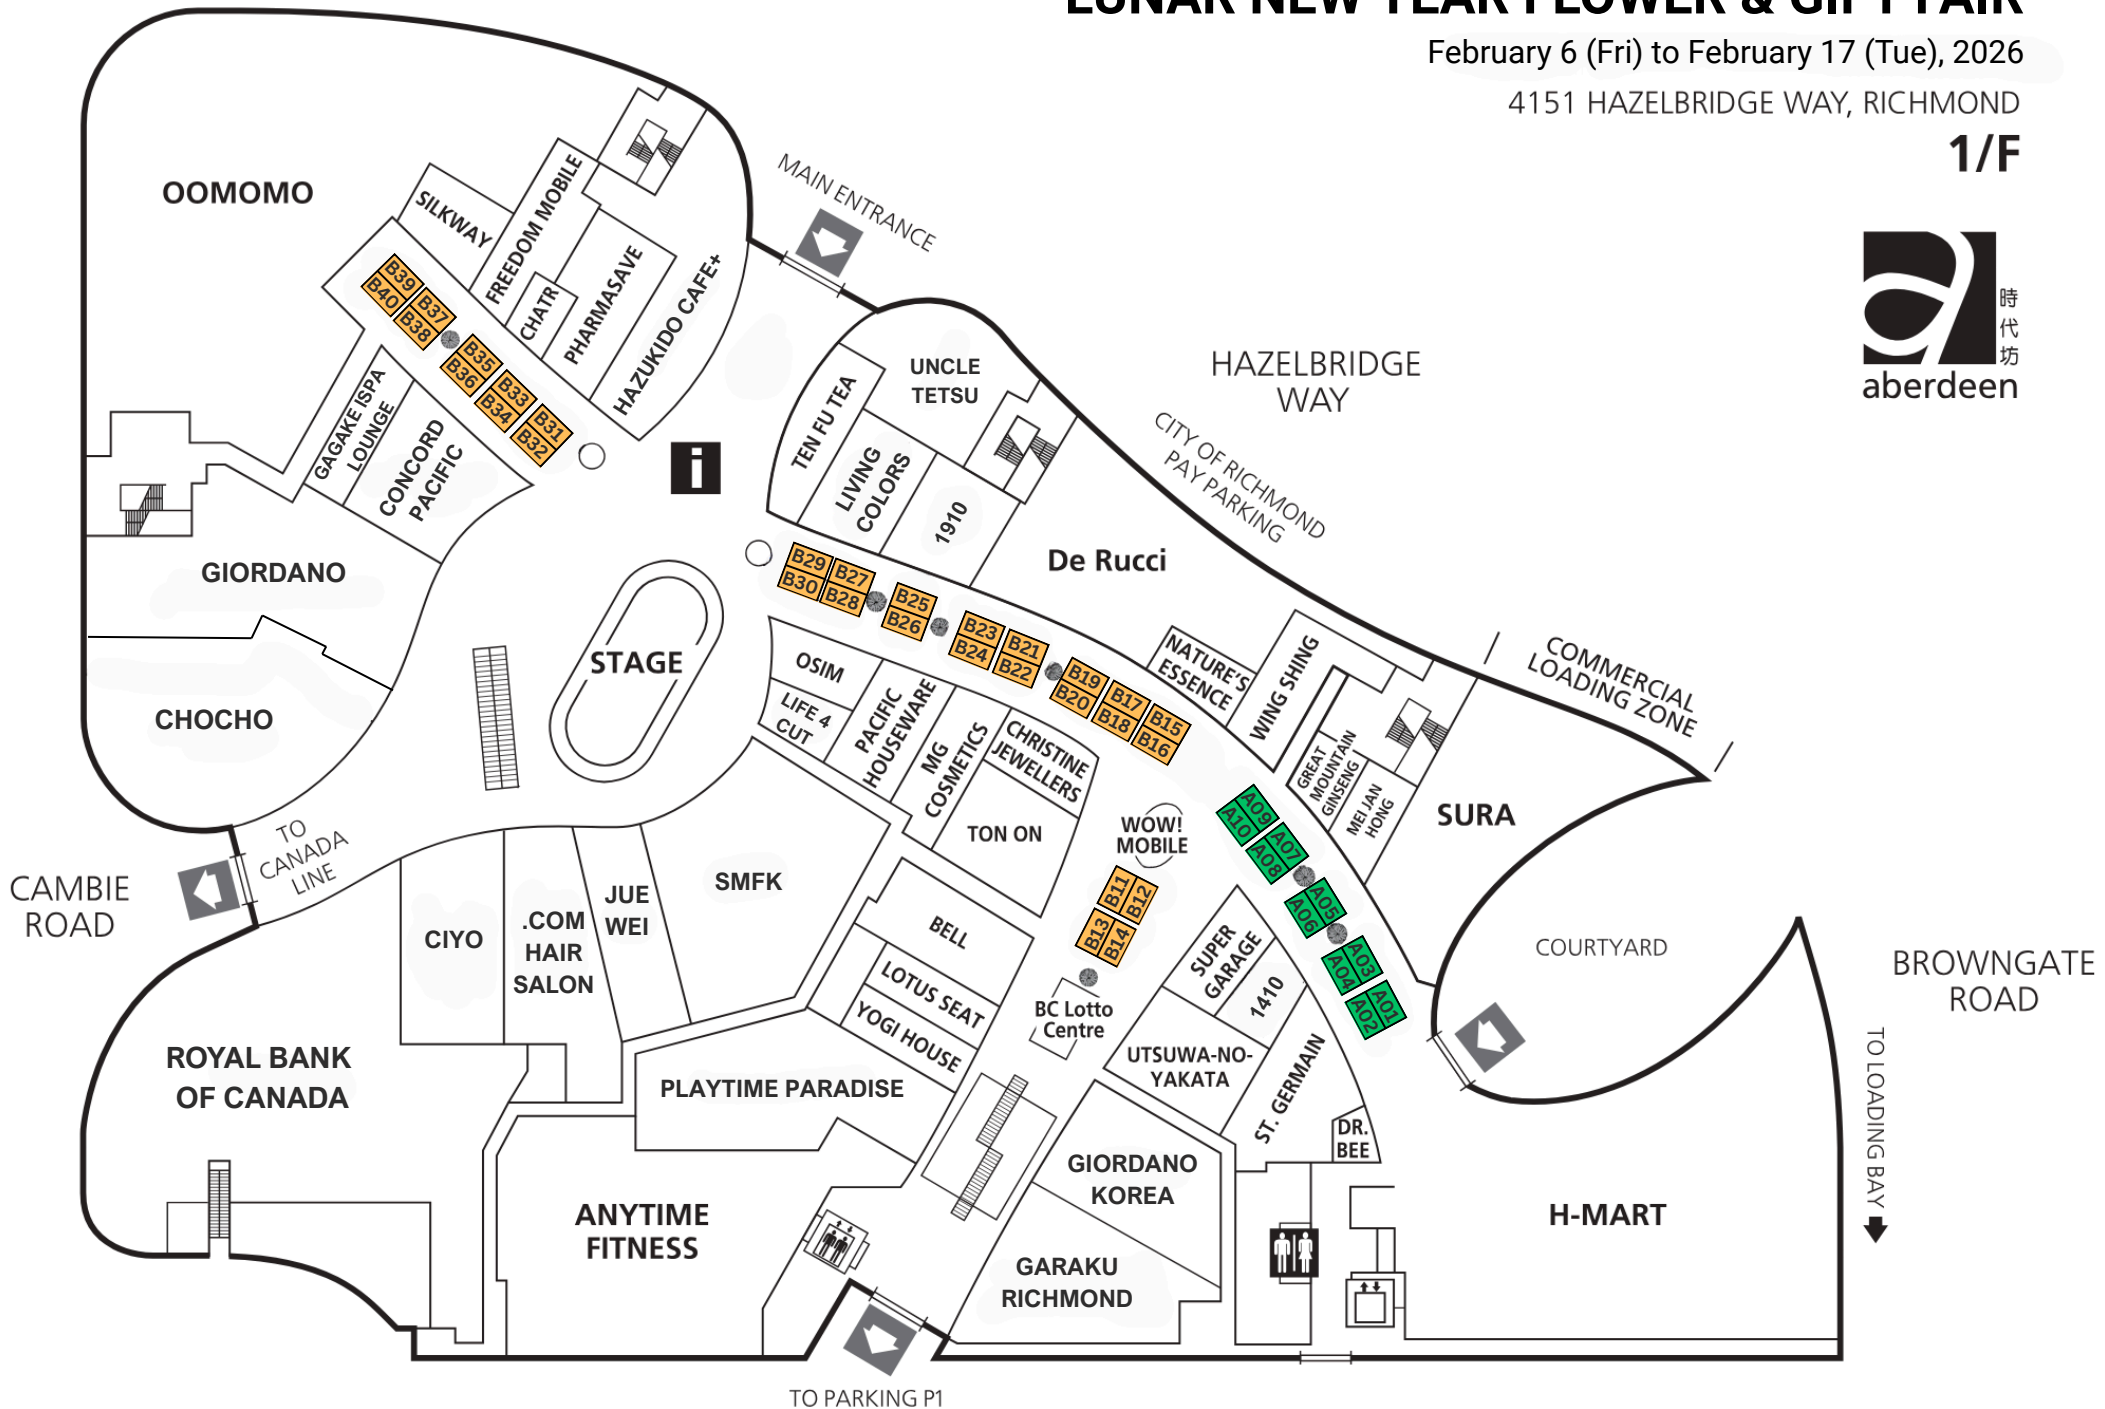 LUNAR NEW YEAR FLOWER & GIFT FAIR
February 6 (Fri) to February 17 (Tue), 2026
4151 HAZELBRIDGE WAY, RICHMOND
1/F
時
代
坊
aberdeen
MAIN ENTRANCE
OOMOMO
SILKWAY
FREEDOM MOBILE
CHATR
PHARMASAVE
HAZUKIDO CAFE+
B39
B40
B37
B38
B35
B36
B33
B34
B31
B32
GAGAKE ISPA
LOUNGE
CONCORD
PACIFIC
i
TEN FU TEA
UNCLE
TETSU
LIVING
COLORS
1910
De Rucci
HAZELBRIDGE
WAY
CITY OF RICHMOND
PAY PARKING
COMMERCIAL
LOADING ZONE
GIORDANO
CHOCHO
STAGE
B29
B30
B27
B28
B25
B26
B23
B24
B21
B22
B19
B20
B17
B18
B15
B16
OSIM
LIFE 4
CUT
PACIFIC
HOUSEWARE
MG
COSMETICS
CHRISTINE
JEWELLERS
TON ON
NATURE'S
ESSENCE
WING SHING
GREAT
MOUNTAIN
GINSENG
MEI JAN
HONG
SURA
WOW!
MOBILE
A09
A10
A07
A08
A05
A06
A03
A04
A01
A02
B11
B12
B13
B14
BC Lotto
Centre
TO
CANADA
LINE
CAMBIE
ROAD
CIYO
.COM
HAIR
SALON
JUE
WEI
SMFK
BELL
LOTUS SEAT
YOGI HOUSE
SUPER
GARAGE
1410
UTSUWA-NO-
YAKATA
ST. GERMAIN
DR.
BEE
COURTYARD
BROWNGATE
ROAD
TO LOADING BAY
ROYAL BANK
OF CANADA
PLAYTIME PARADISE
ANYTIME
FITNESS
GIORDANO
KOREA
GARAKU
RICHMOND
H-MART
TO PARKING P1